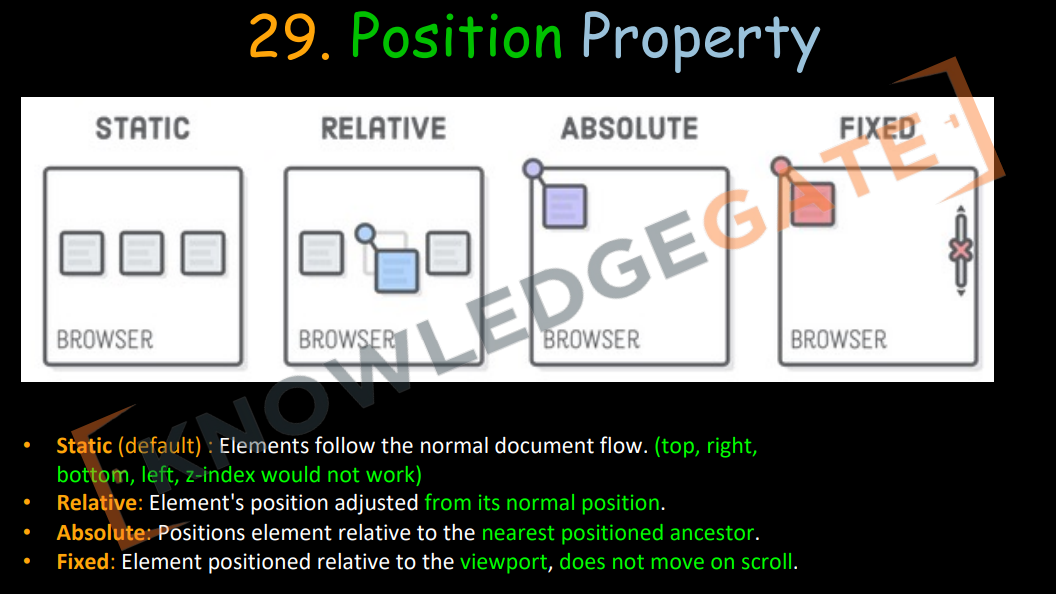 29. Position Property
STATIC RELATIVE ABSOLUTE FIXED
BROWSER BROWSER BROWSER BROWSER
KNOWLEDGEGATE
• Static (default) : Elements follow the normal document flow. (top, right,
bottom, left, z-index would not work)
• Relative: Element's position adjusted from its normal position.
• Absolute: Positions element relative to the nearest positioned ancestor.
• Fixed: Element positioned relative to the viewport, does not move on scroll.